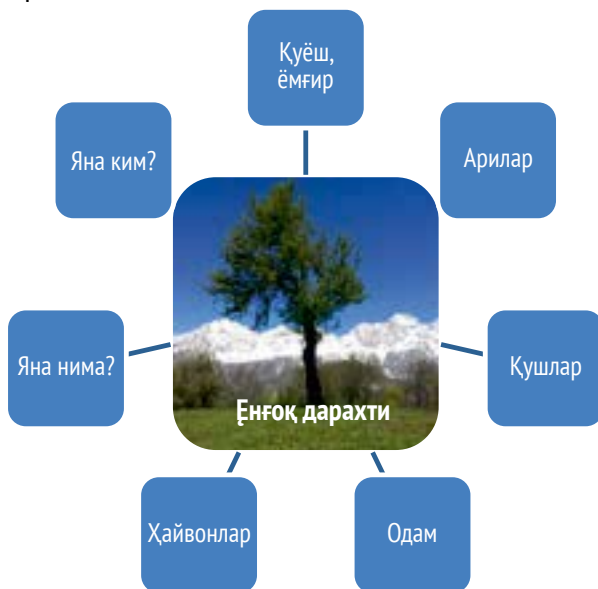 Қуёш,
ёмғир
Яна ким?
Арилар
Яна нима?
Қушлар
Ёнғоқ дарахти
Ҳайвонлар
Одам